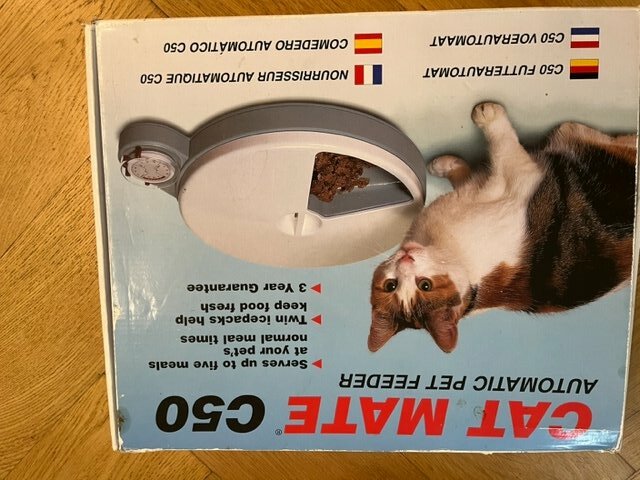 CAT MATE® C50
AUTOMATIC PET FEEDER
Serves up to five meals
at your pet's
normal meal times
Twin icepacks help
keep food fresh
3 Year Guarantee
C50 FUTTERAUTOMAT
NOURRISSEUR AUTOMATIQUE C50
C50 VOERAUTOMAAT
COMEDERO AUTOMÁTICO C50